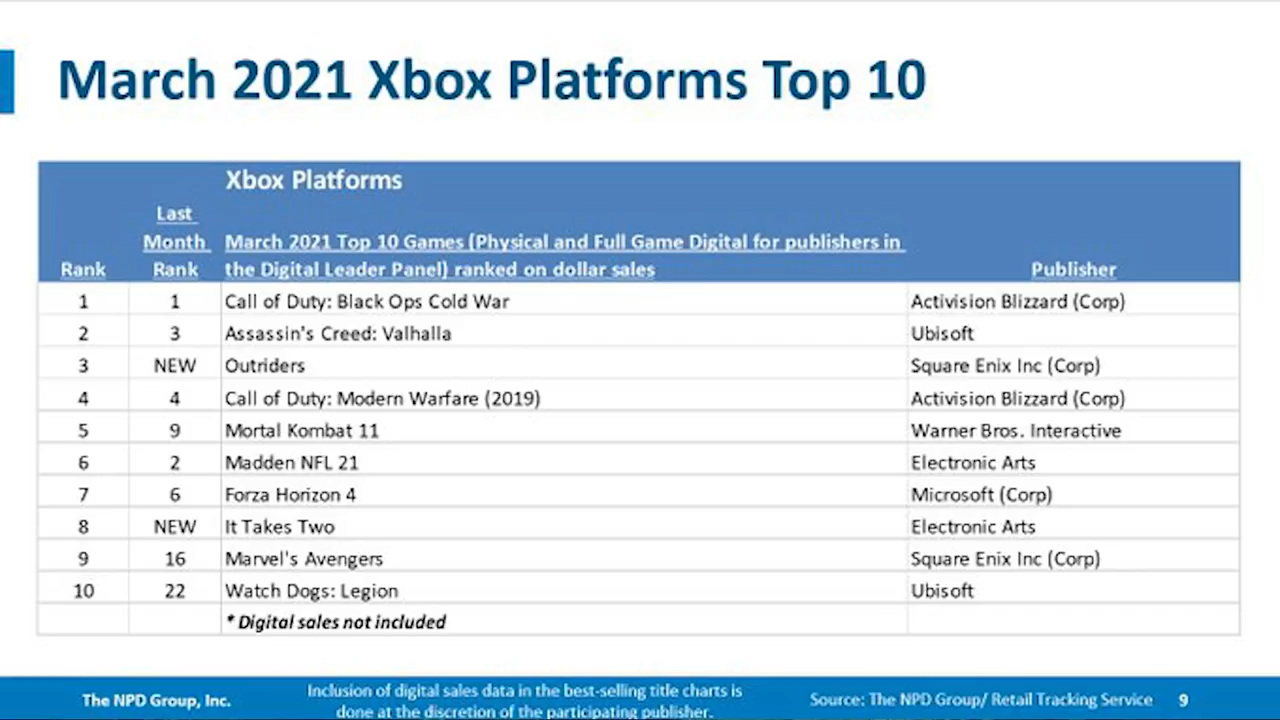 March 2021 Xbox Platforms Top 10
Xbox Platforms
Rank
Last Month Rank
March 2021 Top 10 Games (Physical and Full Game Digital for publishers in
the Digital Leader Panel) ranked on dollar sales
Publisher
1 1 Call of Duty: Black Ops Cold War Activision Blizzard (Corp)
2 3 Assassin's Creed: Valhalla Ubisoft
3 NEW Outriders Square Enix Inc (Corp)
4 4 Call of Duty: Modern Warfare (2019) Activision Blizzard (Corp)
5 9 Mortal Kombat 11 Warner Bros. Interactive
6 2 Madden NFL 21 Electronic Arts
7 6 Forza Horizon 4 Microsoft (Corp)
8 NEW It Takes Two Electronic Arts
9 16 Marvel's Avengers Square Enix Inc (Corp)
10 22 Watch Dogs: Legion Ubisoft
* Digital sales not included
The NPD Group, Inc.
Inclusion of digital sales data in the best-selling title charts is
done at the discretion of the participating publisher.
Source: The NPD Group/ Retail Tracking Service 9